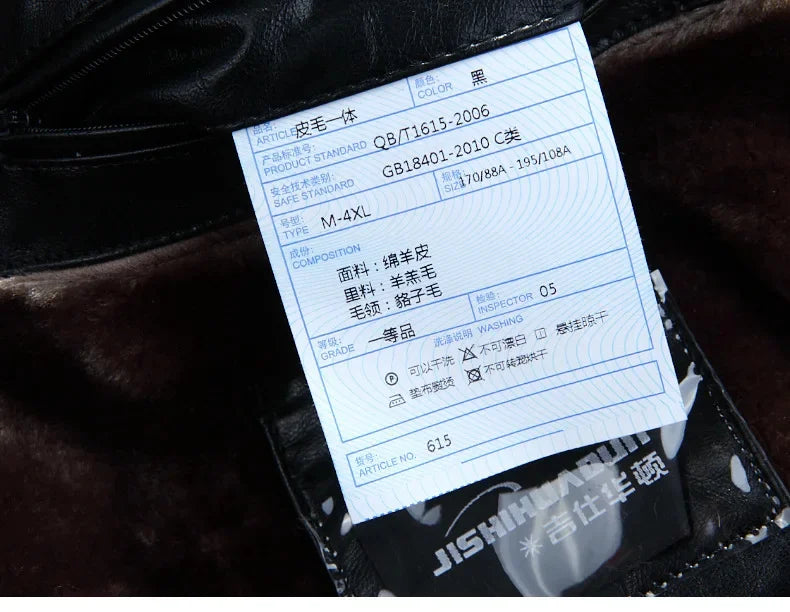 品名: 皮毛一体 颜色: 黑
ARTICLE COLOR
产品标准号: QB/T1615-2006
PRODUCT STANDARD
安全技术类别: GB18401-2010 C类
SAFE STANDARD
号型: M-4XL 规格: 170/88A - 195/108A
TYPE SIZE
成份:
COMPOSITION
面料：绵羊皮
里料：羊羔毛
毛领：貉子毛
等级: 一等品 检验: 05
GRADE INSPECTOR
洗涤说明 WASHING
P 可以干洗 不可漂白 悬挂晾干
垫布熨烫 不可转笼烘干
货号: 615
ARTICLE NO.
JISHIHUADUN
吉仕华顿